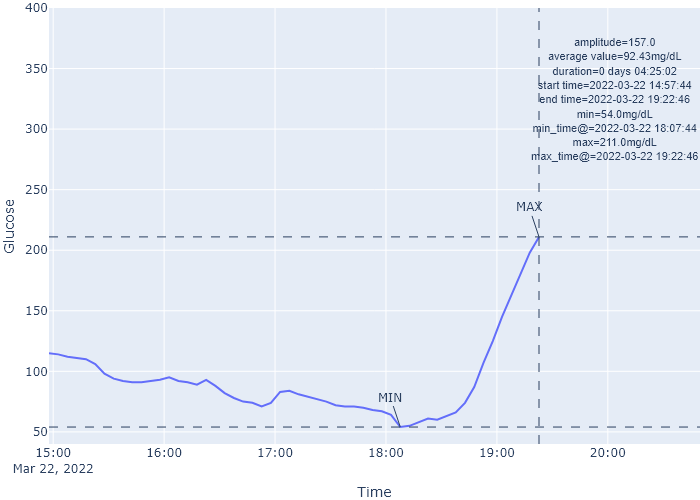 400
350
300
250
200
150
100
50
Glucose
amplitude=157.0
average value=92.43mg/dL
duration=0 days 04:25:02
start time=2022-03-22 14:57:44
end time=2022-03-22 19:22:46
min=54.0mg/dL
min_time@=2022-03-22 18:07:44
max=211.0mg/dL
max_time@=2022-03-22 19:22:46
MAX
MIN
15:00 16:00 17:00 18:00 19:00 20:00
Mar 22, 2022
Time